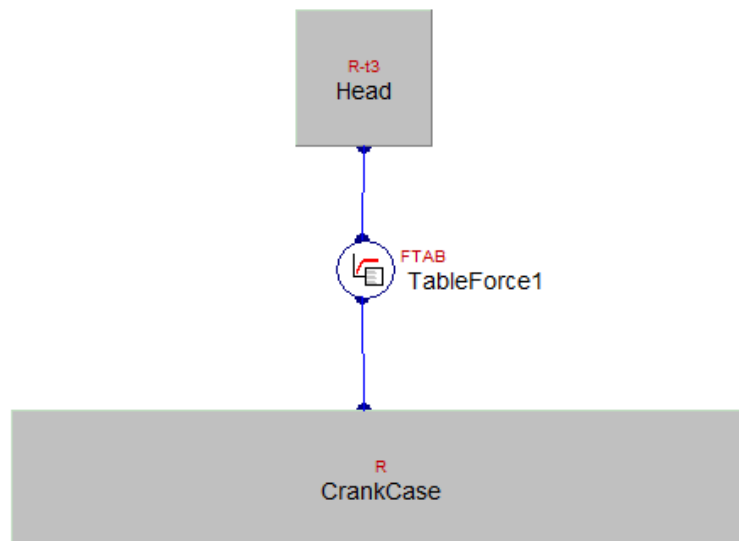 R-t3
Head
FTAB
TableForce1
R
CrankCase